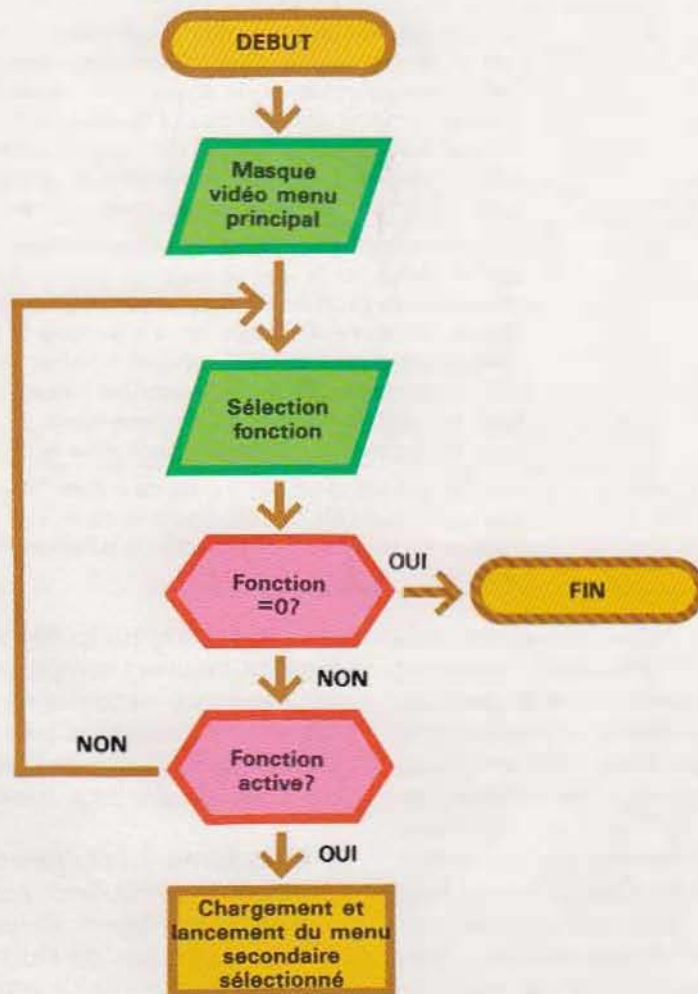 DEBUT
Masque
vidéo menu
principal
Sélection
fonction
Fonction
=0?
OUI
FIN
NON
NON
Fonction
active?
OUI
Chargement et
lancement du menu
secondaire
sélectionné